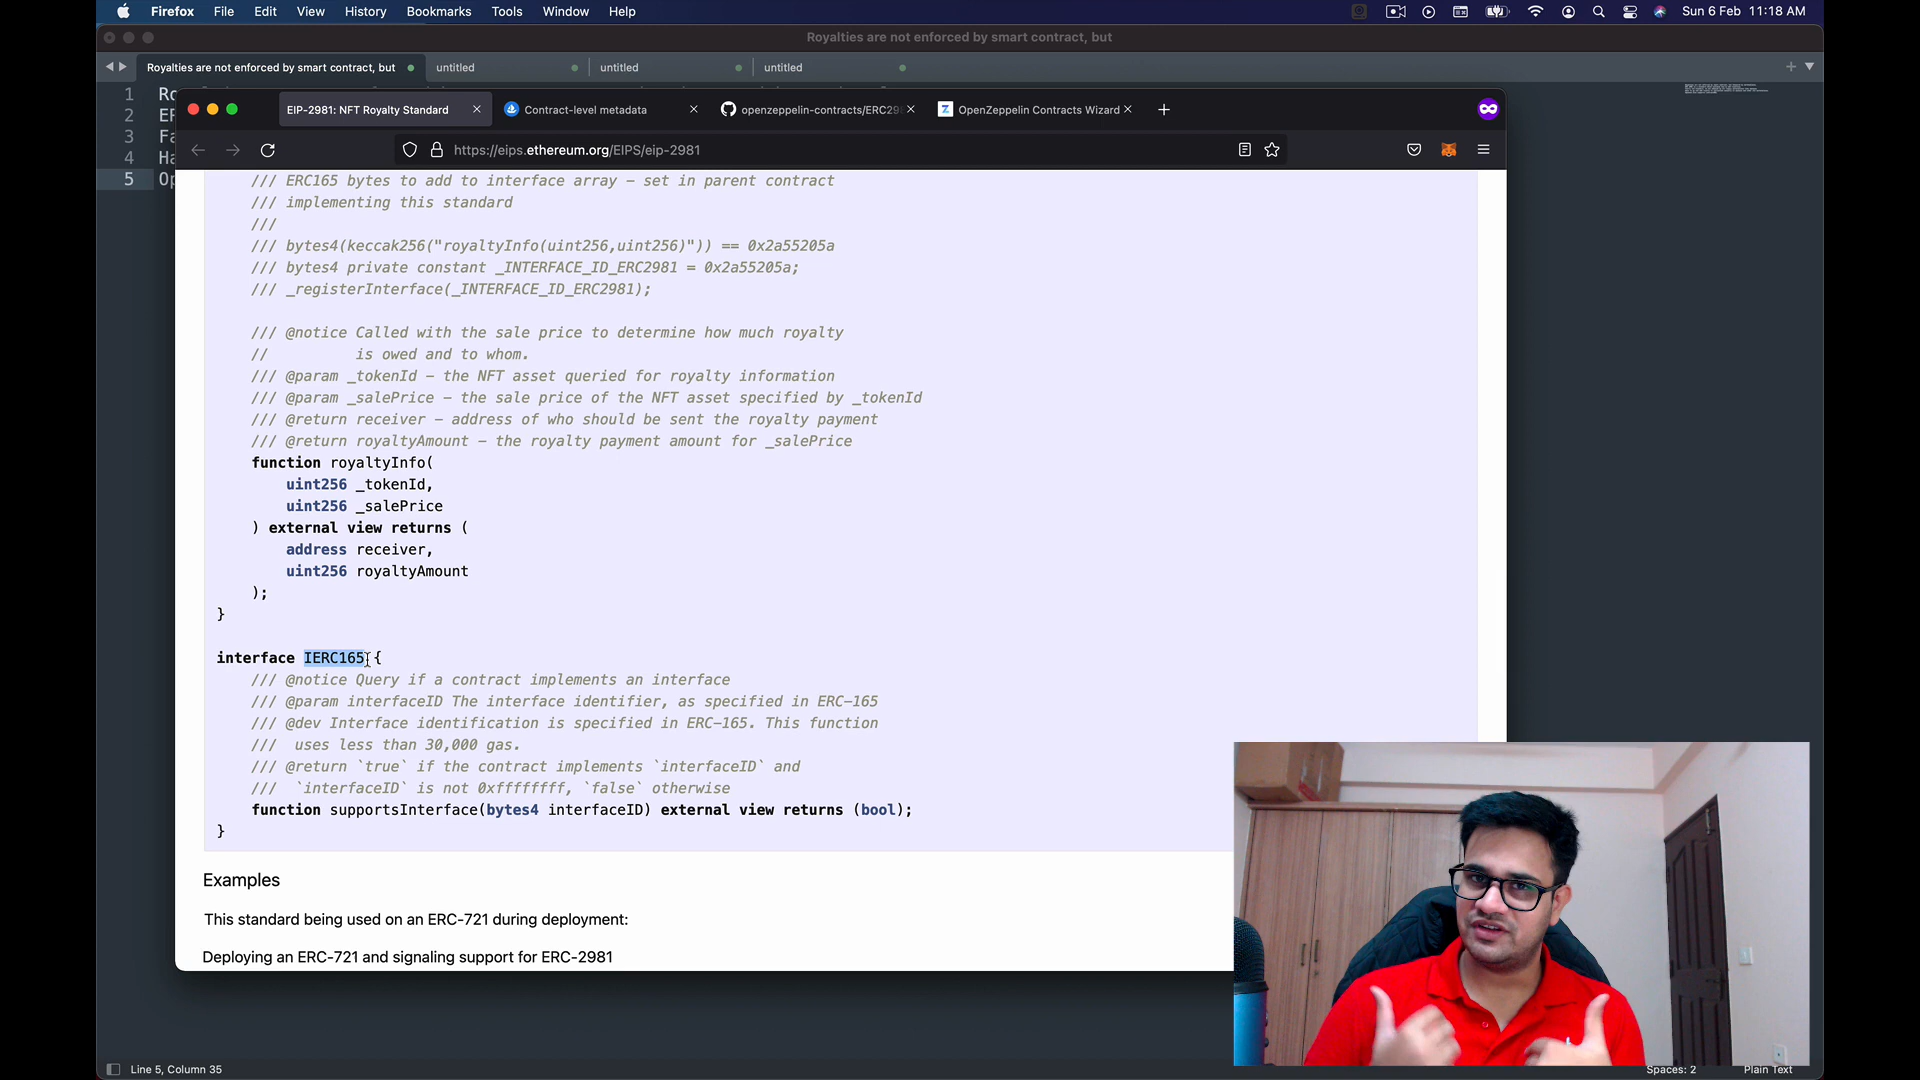 Firefox File Edit View History Bookmarks Tools Window Help Sun 6 Feb 11:18 AM
Royalties are not enforced by smart contract, but
Royalties are not enforced by smart contract, but untitled untitled untitled
1 Ro
2 EI
3 Fa
4 Ha
5 Op
EIP-2981: NFT Royalty Standard Contract-level metadata openzeppelin-contracts/ERC29 OpenZeppelin Contracts Wizard
https://eips.ethereum.org/EIPS/eip-2981
/// ERC165 bytes to add to interface array - set in parent contract
/// implementing this standard
///
/// bytes4(keccak256("royaltyInfo(uint256,uint256)")) == 0x2a55205a
/// bytes4 private constant _INTERFACE_ID_ERC2981 = 0x2a55205a;
/// _registerInterface(_INTERFACE_ID_ERC2981);
/// @notice Called with the sale price to determine how much royalty
// is owed and to whom.
/// @param _tokenId - the NFT asset queried for royalty information
/// @param _salePrice - the sale price of the NFT asset specified by _tokenId
/// @return receiver - address of who should be sent the royalty payment
/// @return royaltyAmount - the royalty payment amount for _salePrice
function royaltyInfo(
uint256 _tokenId,
uint256 _salePrice
) external view returns (
address receiver,
uint256 royaltyAmount
);
}
interface IERC165 {
/// @notice Query if a contract implements an interface
/// @param interfaceID The interface identifier, as specified in ERC-165
/// @dev Interface identification is specified in ERC-165. This function
/// uses less than 30,000 gas.
/// @return `true` if the contract implements `interfaceID` and
/// `interfaceID` is not 0xffffffff, `false` otherwise
function supportsInterface(bytes4 interfaceID) external view returns (bool);
}
Examples
This standard being used on an ERC-721 during deployment:
Deploying an ERC-721 and signaling support for ERC-2981
Line 5, Column 35 Spaces: 2 Plain Text